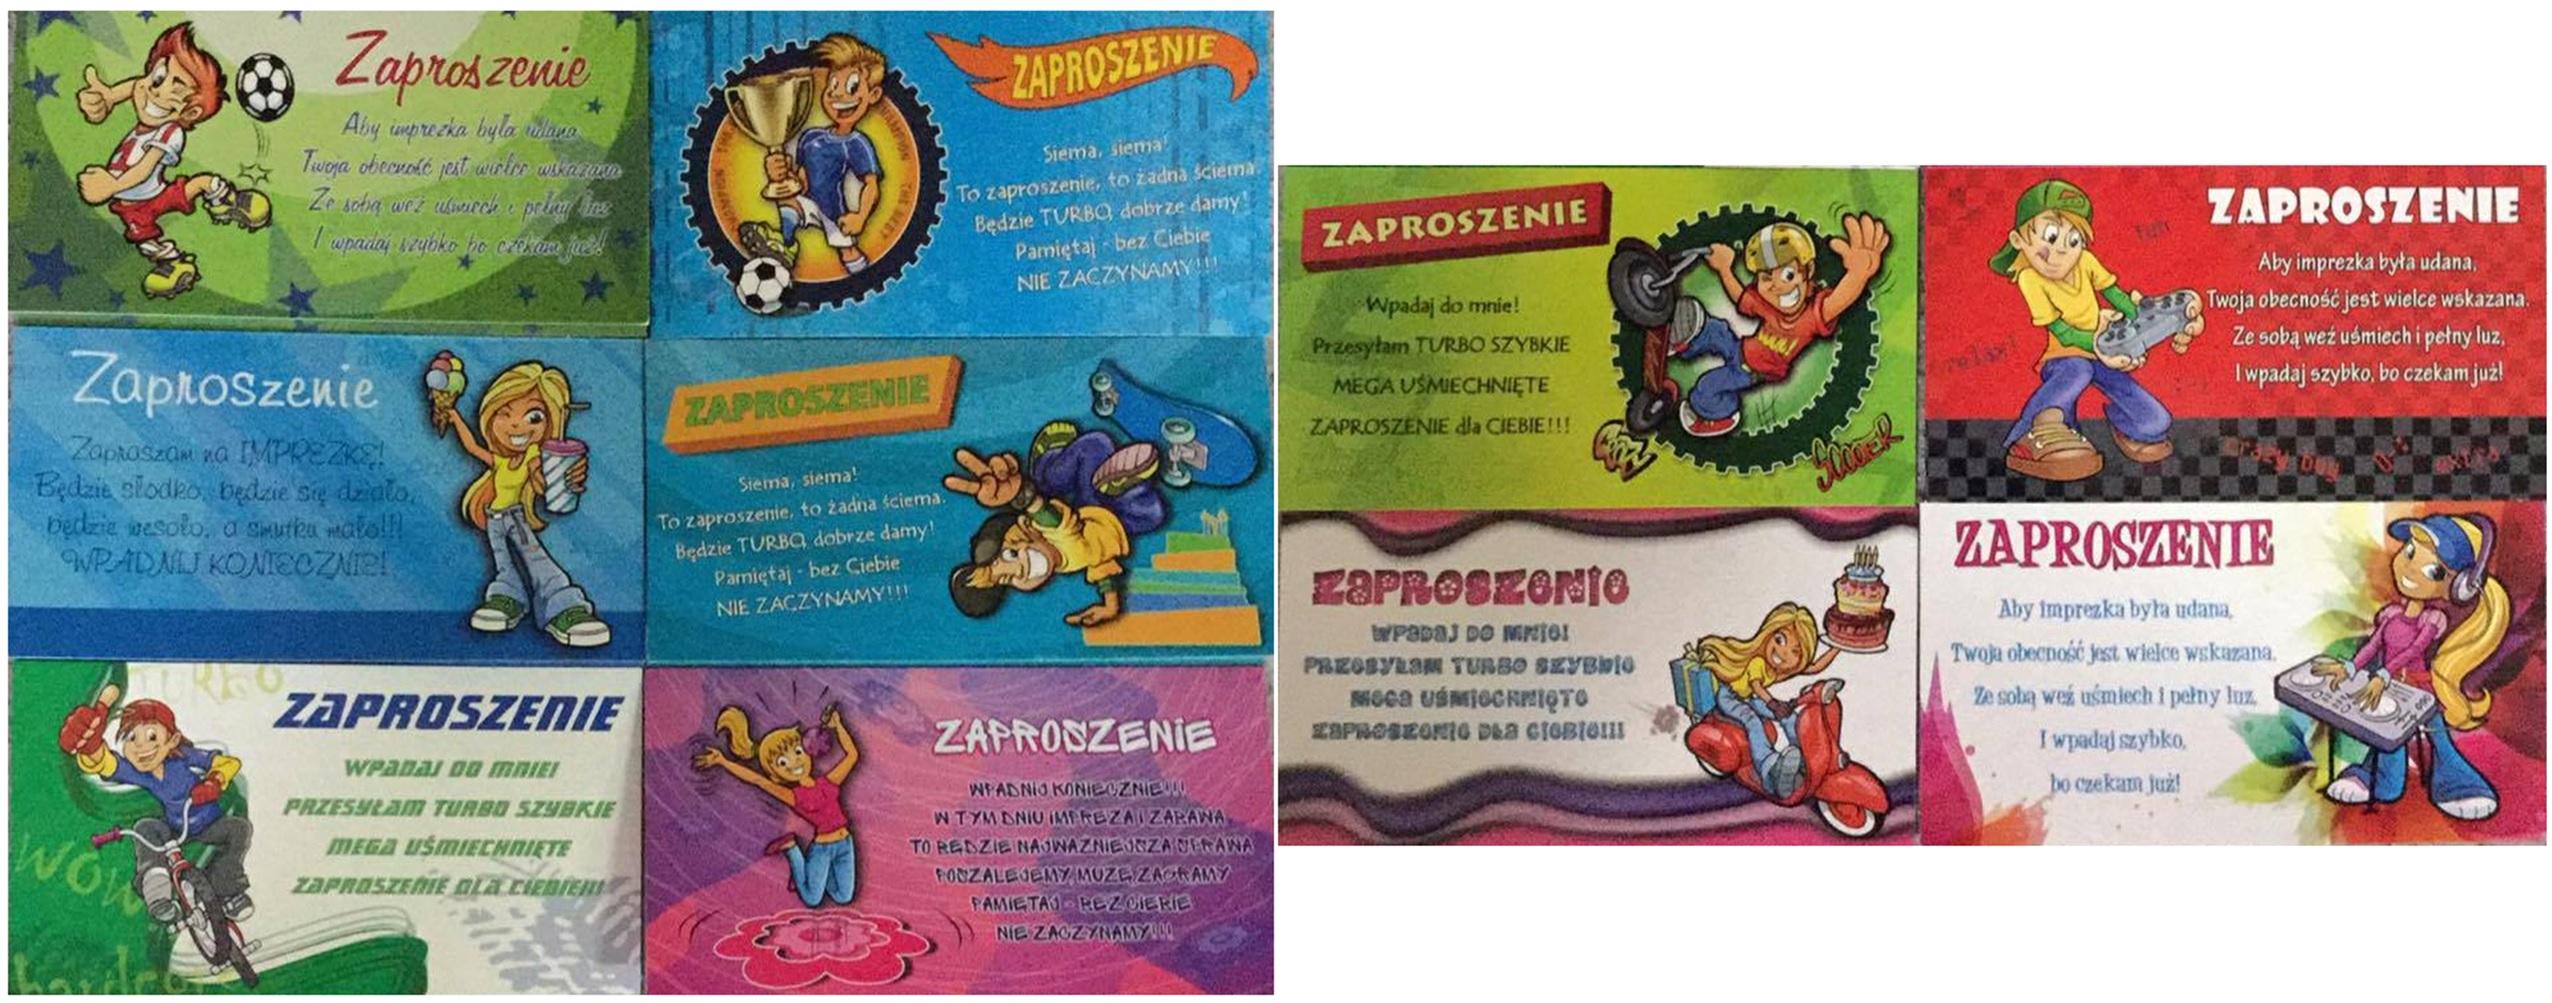 Zaproszenie
Aby imprezka była udana
Twoja obecność jest wielce wskazana
Ze sobą weź uśmiech i pełny luz
I wpadaj szybko bo czekam już!
ZAPROSZENIE
Siema, siema!
To zaproszenie, to żadna ściema.
Będzie TURBO, dobrze damy!
Pamiętaj - bez Ciebie
NIE ZACZYNAMY!!!
Zaproszenie
Zapraszam na IMPREZKĘ!
Będzie słodko, będzie się działo,
będzie wesoło, a smutku mało!!!
WPADNIJ KONIECZNIE!
ZAPROSZENIE
Siema, siema!
To zaproszenie, to żadna ściema.
Będzie TURBO, dobrze damy!
Pamiętaj - bez Ciebie
NIE ZACZYNAMY!!!
TURBO
WOW
ZAPROSZENIE
WPADAJ DO MNIE!
PRZESYŁAM TURBO SZYBKIE
MEGA UŚMIECHNIĘTE
ZAPROSZENIE DLA CIEBIE!!!
ZAPROSZENIE
WPADNIJ KONIECZNIE!!!
W TYM DNIU IMPREZA I ZABAWA
TO BĘDZIE NAJWAŻNIEJSZA SPRAWA
POSZALEJEMY, MUZĘ ZAGRAMY
PAMIĘTAJ - BEZ CIEBIE
NIE ZACZYNAMY!!!
ZAPROSZENIE
Wpadaj do mnie!
Przesyłam TURBO SZYBKIE
MEGA UŚMIECHNIĘTE
ZAPROSZENIE dla CIEBIE!!!
ZAPROSZENIE
Aby imprezka była udana,
Twoja obecność jest wielce wskazana.
Ze sobą weź uśmiech i pełny luz,
I wpadaj szybko, bo czekam już!
relax!
crazy boy
ZAPROSZENIE
WPADAJ DO MNIE!
PRZESYŁAM TURBO SZYBKIE
MEGA UŚMIECHNIĘTE
ZAPROSZENIE DLA CIEBIE!!!
ZAPROSZENIE
Aby imprezka była udana,
Twoja obecność jest wielce wskazana.
Ze sobą weź uśmiech i pełny luz,
I wpadaj szybko,
bo czekam już!